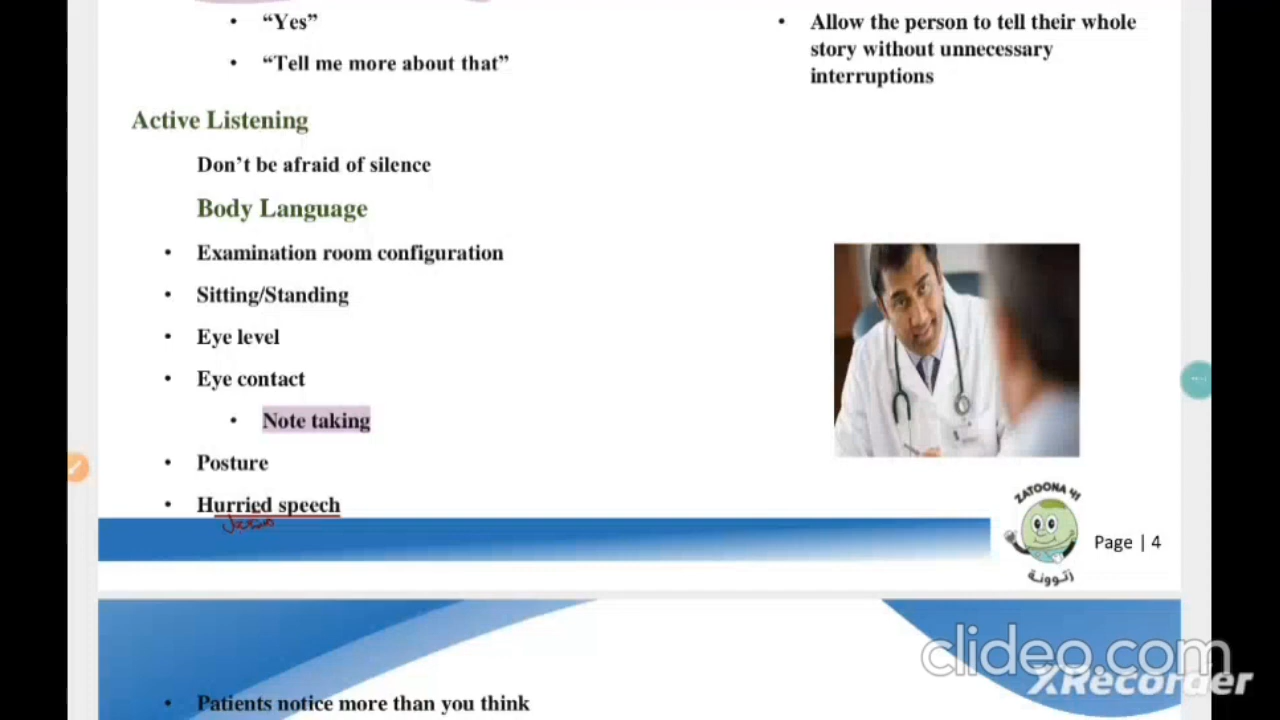 • “Yes”
• “Tell me more about that”
• Allow the person to tell their whole
story without unnecessary
interruptions
Active Listening
Don’t be afraid of silence
Body Language
• Examination room configuration
• Sitting/Standing
• Eye level
• Eye contact
• Note taking
• Posture
• Hurried speech
ZATOONA 41
زتوونة
Page | 4
clideo.com
XRecorder
• Patients notice more than you think